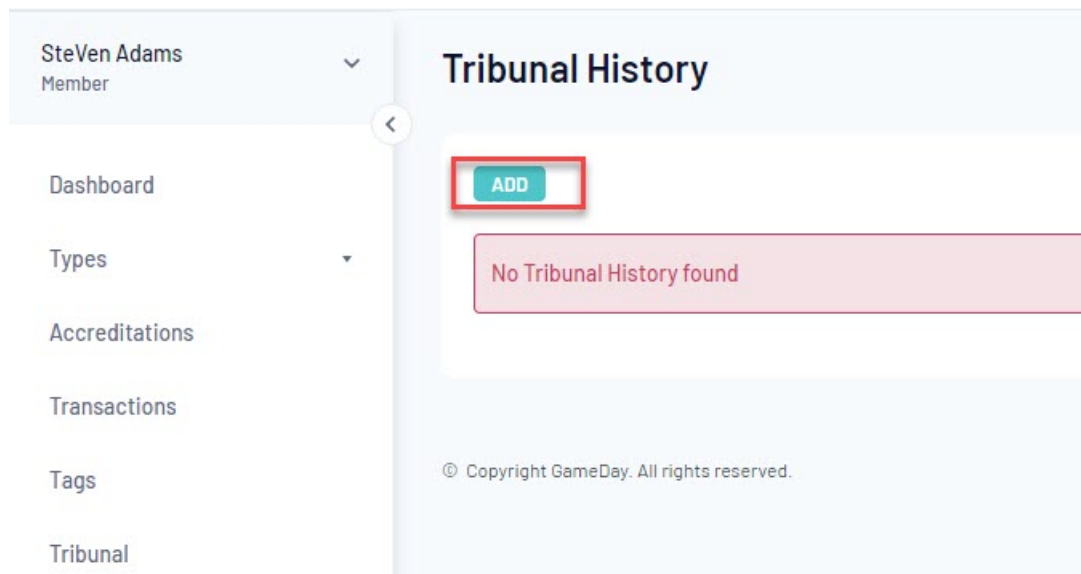 SteVen Adams
Member
Dashboard
Types
Accreditations
Transactions
Tags
Tribunal
Tribunal History
ADD
No Tribunal History found
© Copyright GameDay. All rights reserved.